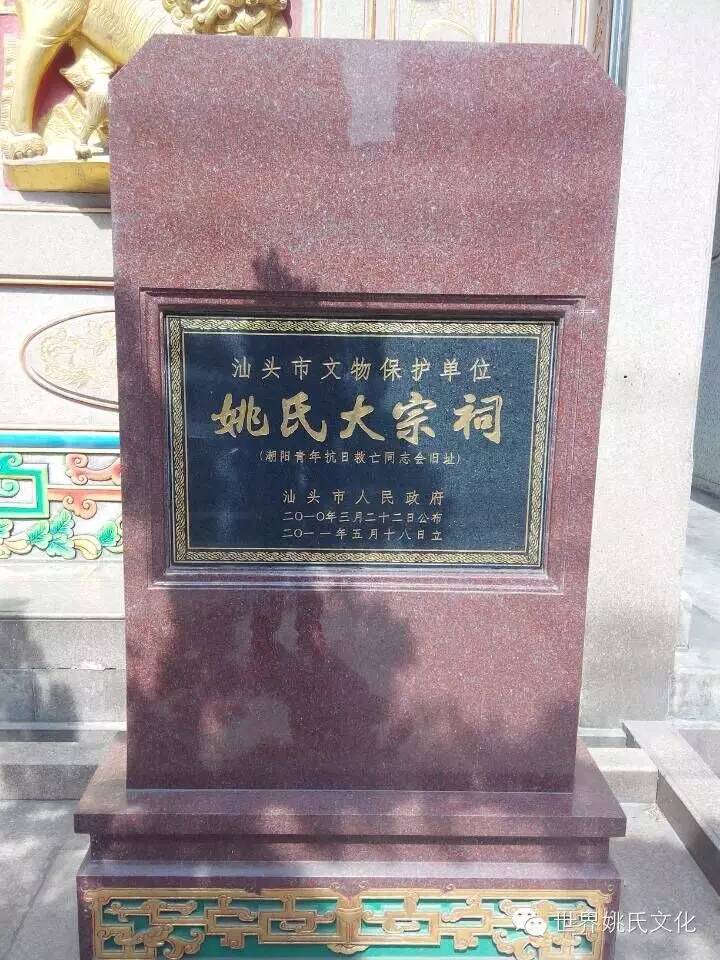 汕头市文物保护单位
姚氏大宗祠
(潮阳青年抗日救亡同志会旧址)
汕头市人民政府
二〇一〇年三月二十二日公布
二〇一一年五月十八日立
世界姚氏文化